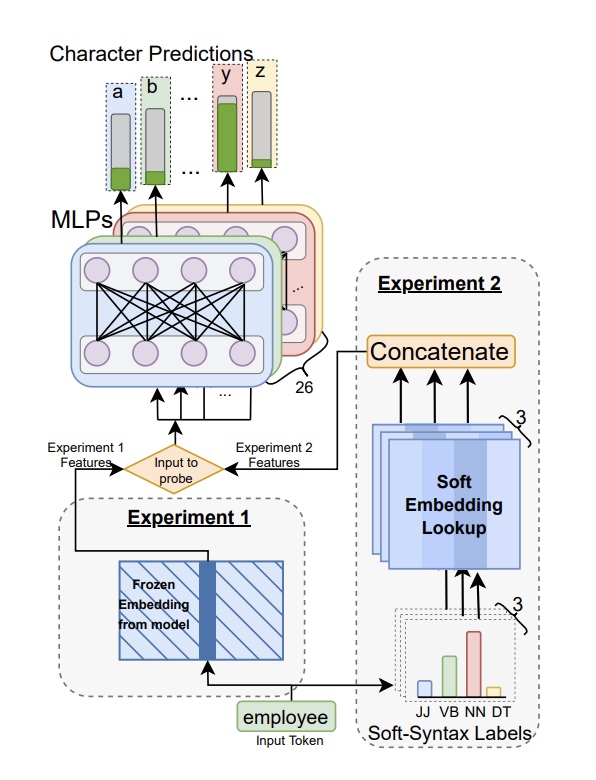 Character Predictions
a
b
...
y
z
...
MLPs
...
26
...
Experiment 1
Features
Input to
probe
Experiment 2
Features
Experiment 1
Frozen
Embedding
from model
employee
Input Token
Experiment 2
Concatenate
3
Soft
Embedding
Lookup
3
JJ VB NN DT
Soft-Syntax Labels